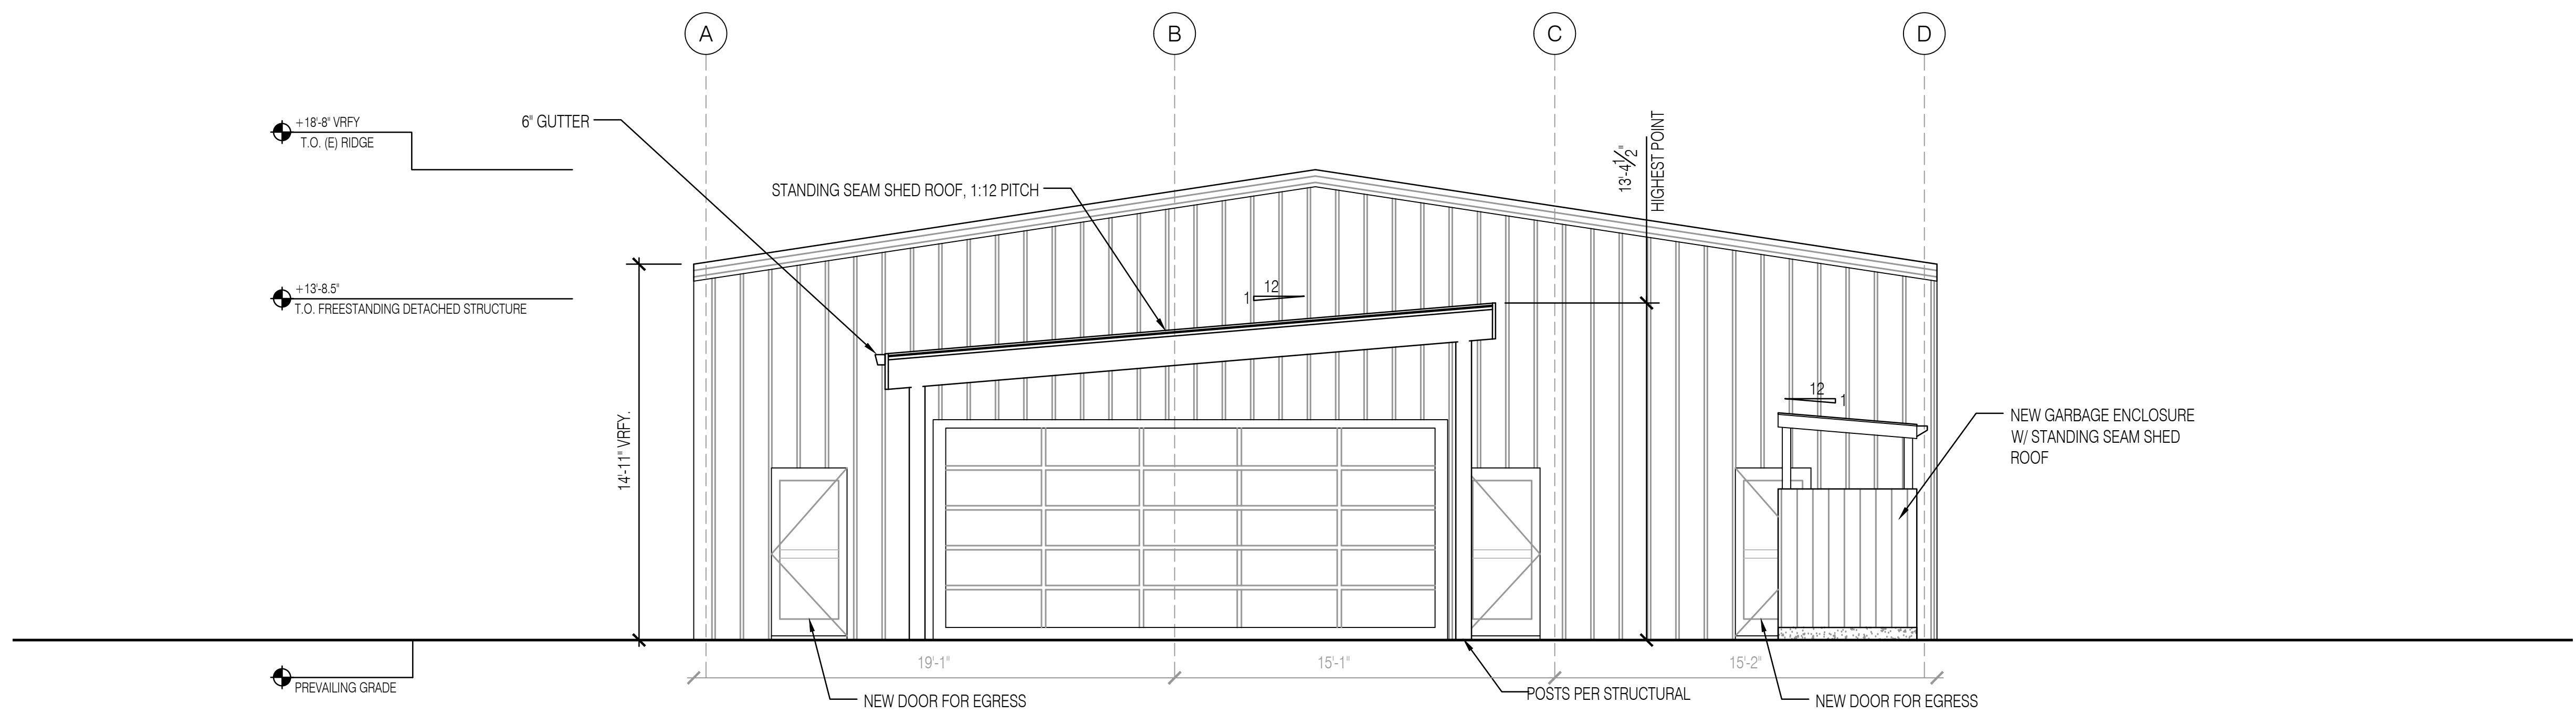 A
B
C
D
+18'-8" VRFY
T.O. (E) RIDGE
6" GUTTER
STANDING SEAM SHED ROOF, 1:12 PITCH
13'-4½"
HIGHEST POINT
+13'-8.5"
T.O. FREESTANDING DETACHED STRUCTURE
12
1
14'-11" VRFY.
12
1
NEW GARBAGE ENCLOSURE
W/ STANDING SEAM SHED
ROOF
19'-1"
15'-1"
15'-2"
PREVAILING GRADE
NEW DOOR FOR EGRESS
POSTS PER STRUCTURAL
NEW DOOR FOR EGRESS